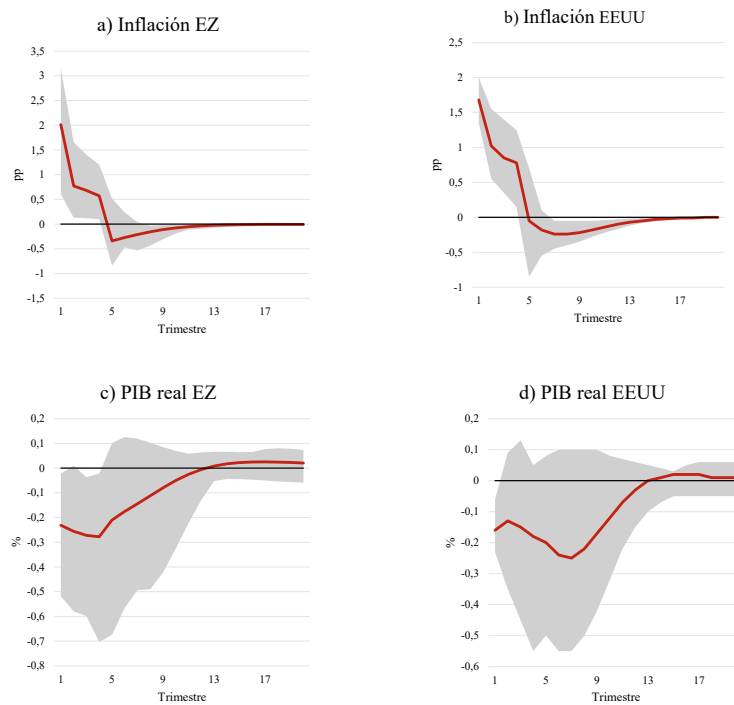 a) Inflación EZ
3,5
3
2,5
2
1,5
1
0,5
0
-0,5
-1
-1,5
pp
1 5 9 13 17
Trimestre
b) Inflación EEUU
2,5
2
1,5
1
0,5
0
-0,5
-1
pp
1 5 9 13 17
Trimestre
c) PIB real EZ
0,2
0,1
0
-0,1
-0,2
-0,3
-0,4
-0,5
-0,6
-0,7
-0,8
%
1 5 9 13 17
Trimestre
d) PIB real EEUU
0,2
0,1
0
-0,1
-0,2
-0,3
-0,4
-0,5
-0,6
%
1 5 9 13 17
Trimestre